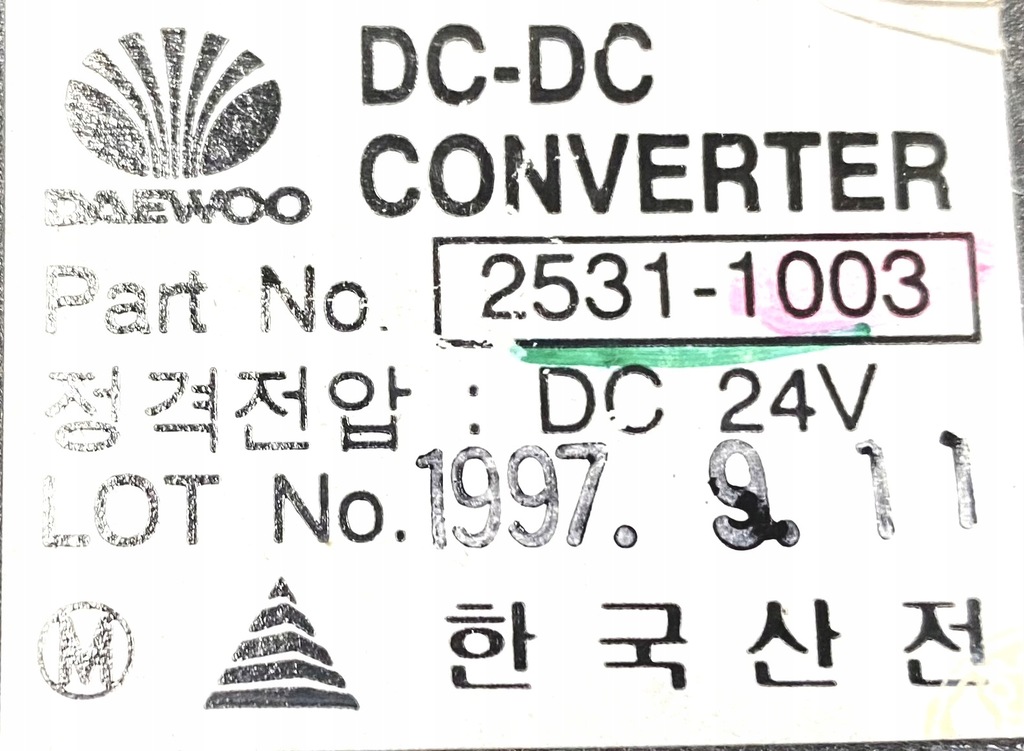 DC-DC
CONVERTER
DAEWOO
Part No. 2531-1003
정격전압 : DC 24V
LOT No. 1997. 9. 11
M
한국산전